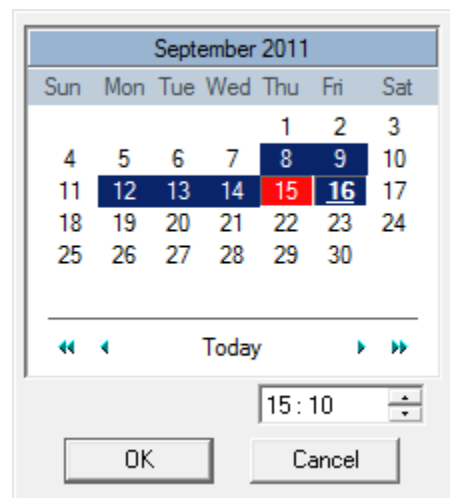 September 2011
Sun Mon Tue Wed Thu Fri Sat
1 2 3
4 5 6 7 8 9 10
11 12 13 14 15 16 17
18 19 20 21 22 23 24
25 26 27 28 29 30
Today
15:10
OK Cancel